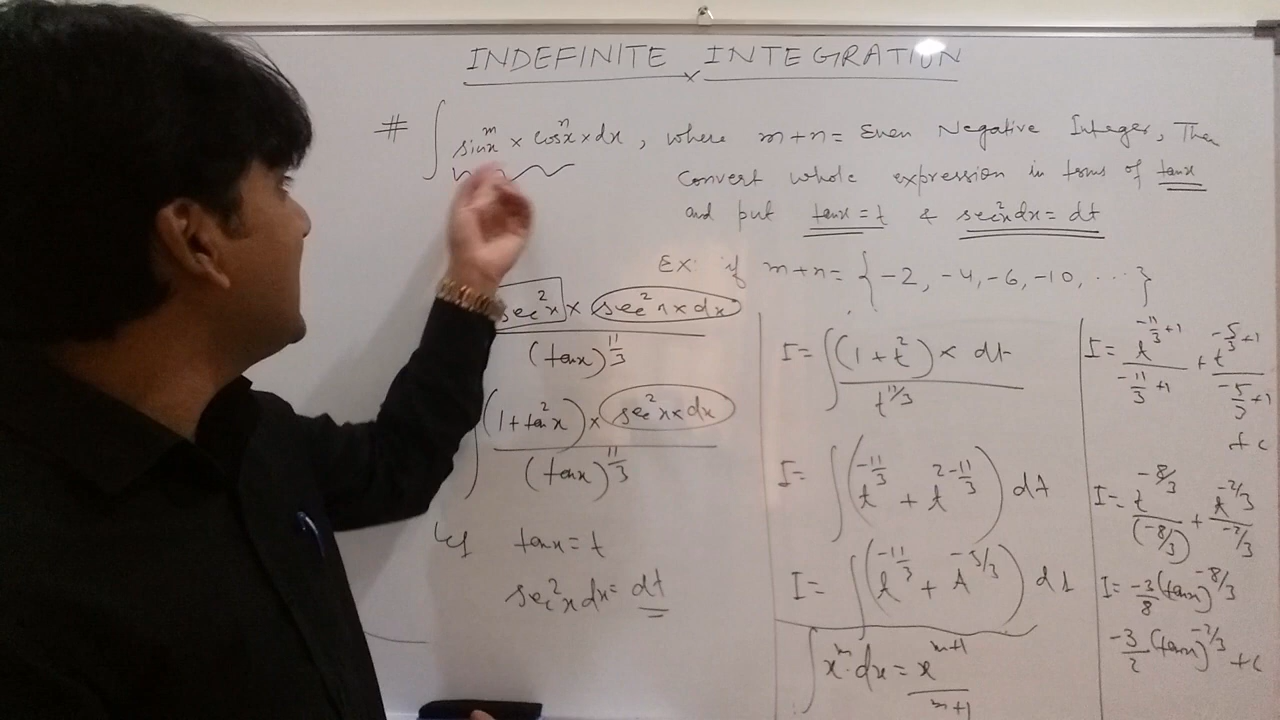 INDEFINITE × INTEGRATION
# ∫ sin^m x × cos^n x × dx , where m+n = Even Negative Integer, Then
convert whole expression in terms of tanx
and put tanx = t & sec²x dx = dt
Ex: if m+n = { -2, -4, -6, -10, ... }
sec²x × sec²x × dx
(tanx)^11/3
∫ (1+tan²x) × sec²x × dx
(tanx)^11/3
Let tanx = t
sec²x dx = dt
I = ∫ (1+t²) × dt
t^11/3
I = ∫ ( t^-11/3 + t^2-11/3 ) dt
I = ∫ ( t^-11/3 + t^-5/3 ) dt
∫ x^m · dx = x^m+1
m+1
I = t^-11/3+1 + t^-5/3+1
-11/3+1 -5/3+1
+c
I = t^-8/3 + t^-2/3
(-8/3) -2/3
I = -3/8 (tanx)^-8/3
-3/2 (tanx)^-2/3 + c